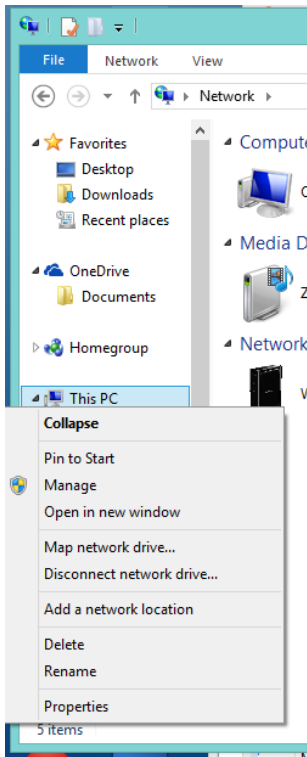 File Network View
Network
Favorites
Desktop
Downloads
Recent places
OneDrive
Documents
Homegroup
This PC
Compute
C
Media D
Z
Network
W
Collapse
Pin to Start
Manage
Open in new window
Map network drive...
Disconnect network drive...
Add a network location
Delete
Rename
Properties
5 items